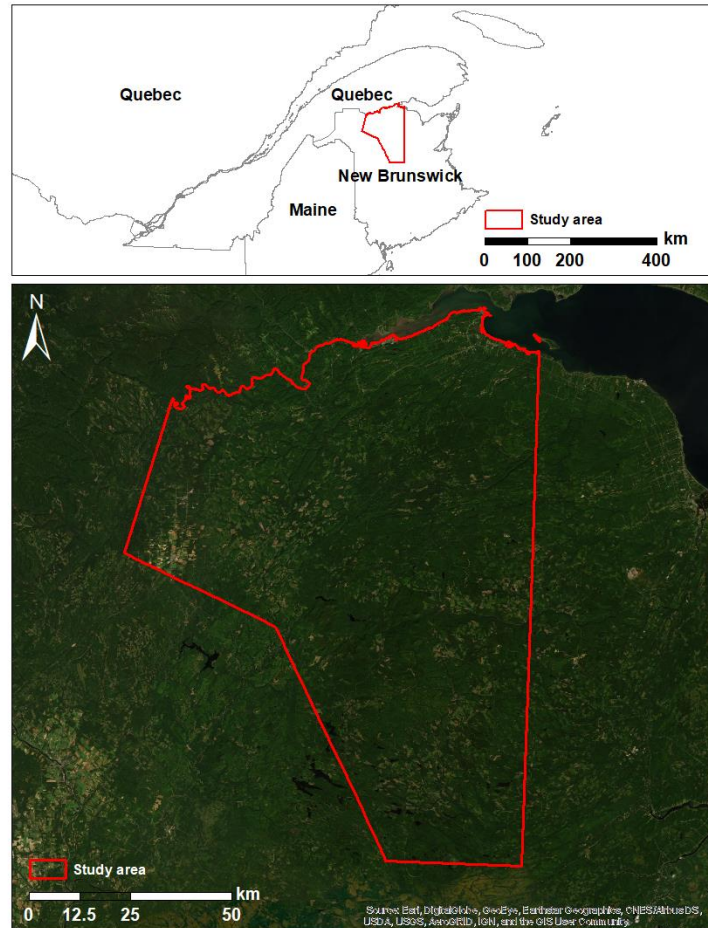 Quebec
Quebec
New Brunswick
Maine
Study area
km
0 100 200 400
N
Study area
km
0 12.5 25 50
Source: Esri, DigitalGlobe, GeoEye, Earthstar Geographics, CNES/Airbus DS,
USDA, USGS, AeroGRID, IGN, and the GIS User Community